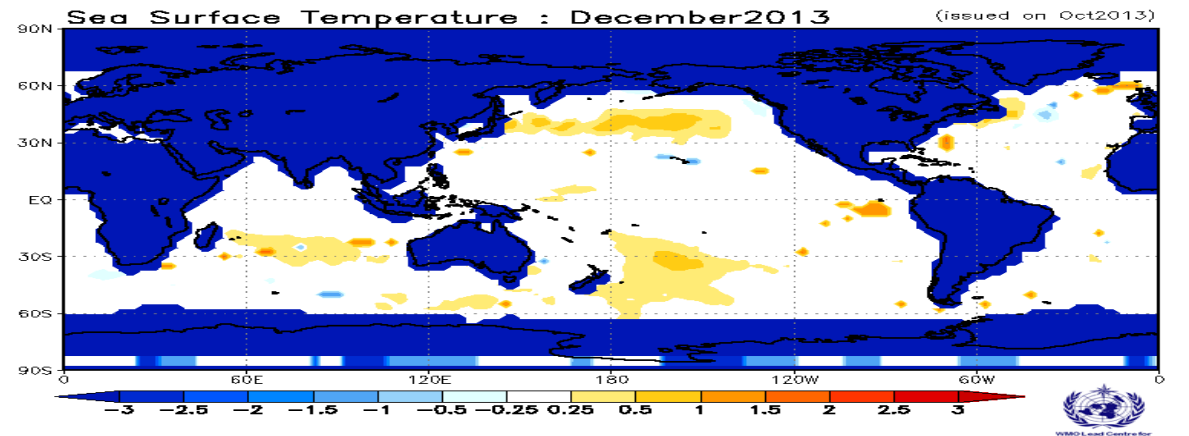 Sea Surface Temperature : December2013
(issued on Oct2013)
90N
60N
30N
EQ
30S
60S
90S
0 60E 120E 180 120W 60W 0
-3 -2.5 -2 -1.5 -1 -0.5 -0.25 0.25 0.5 1 1.5 2 2.5 3
WMO Lead Centre for